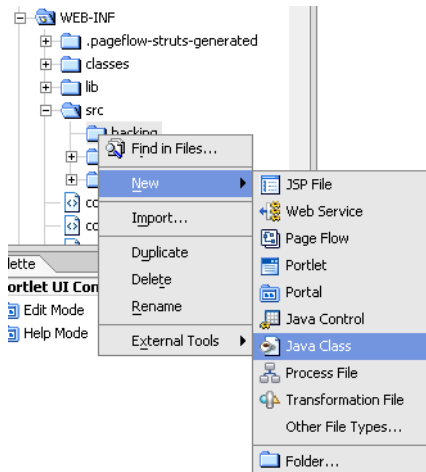 WEB-INF
.pageflow-struts-generated
classes
lib
src
backing
Find in Files...
New
Import...
Duplicate
Delete
Rename
External Tools
JSP File
Web Service
Page Flow
Portlet
Portal
Java Control
Java Class
Process File
Transformation File
Other File Types...
Folder...
cc
cc
lette
ortlet UI Con
Edit Mode
Help Mode